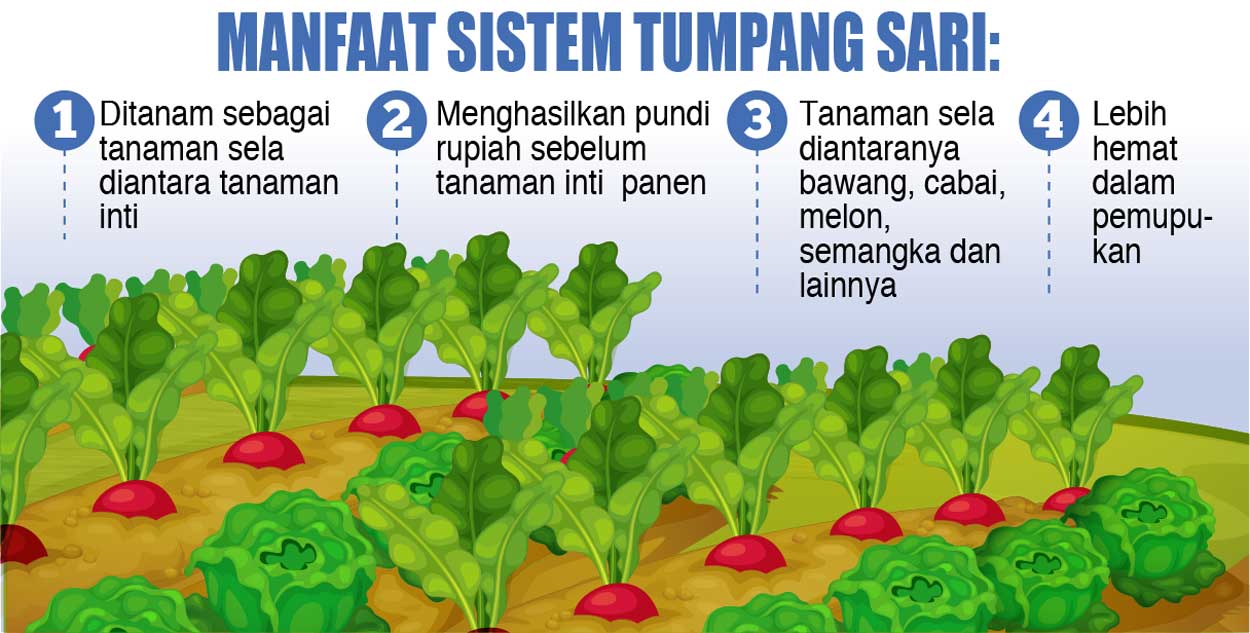 MANFAAT SISTEM TUMPANG SARI:
1
Ditanam sebagai
tanaman sela
diantara tanaman
inti
2
Menghasilkan pundi
rupiah sebelum
tanaman inti  panen
3
Tanaman sela
diantaranya
bawang, cabai,
melon,
semangka dan
lainnya
4
Lebih
hemat
dalam
pemupu-
kan